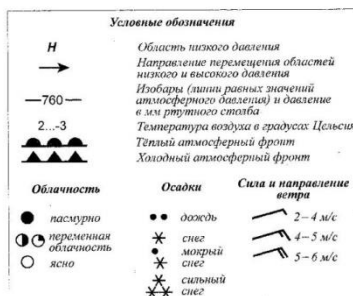 Условные обозначения
Н
Область низкого давления
Направление перемещения областей
низкого и высокого давления
—760—
Изобары (линии равных значений
атмосферного давления) и давление
в мм ртутного столба
2...-3
Температура воздуха в градусах Цельсия
Тёплый атмосферный фронт
Холодный атмосферный фронт
Облачность
пасмурно
переменная
облачность
ясно
Осадки
дождь
снег
мокрый
снег
сильный
снег
Сила и направление
ветра
2–4 м/с
4–5 м/с
5–6 м/с